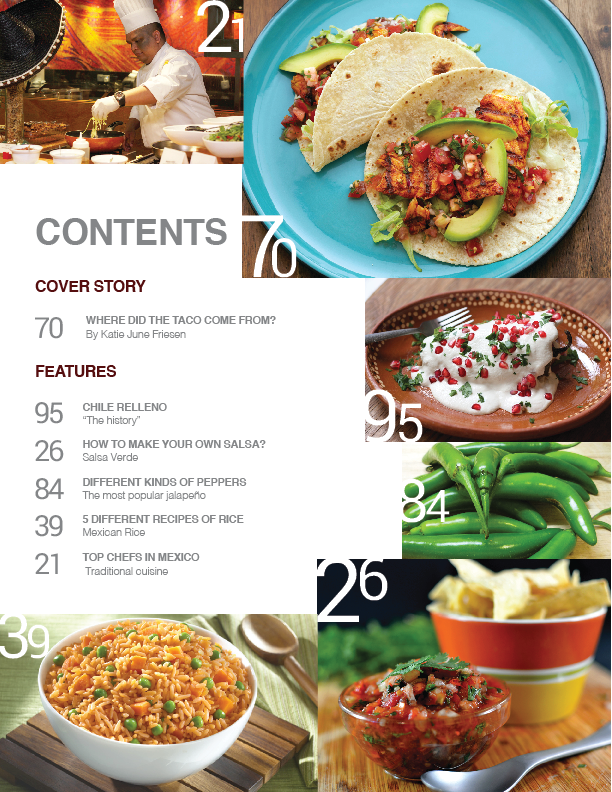 21
70
CONTENTS
COVER STORY
70 WHERE DID THE TACO COME FROM?
By Katie June Friesen
FEATURES
95 CHILE RELLENO
“The history”
26 HOW TO MAKE YOUR OWN SALSA?
Salsa Verde
84 DIFFERENT KINDS OF PEPPERS
The most popular jalapeño
39 5 DIFFERENT RECIPES OF RICE
Mexican Rice
21 TOP CHEFS IN MEXICO
Traditional cuisine
95
84
26
39